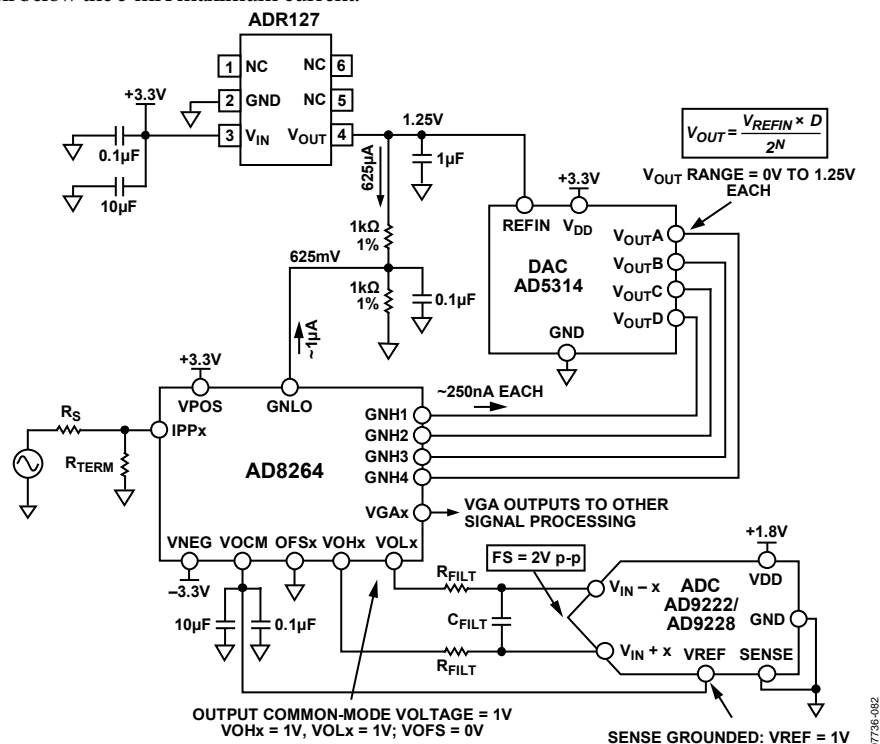 ADR127
1 NC NC 6
2 GND NC 5
3 VIN VOUT 4
+3.3V
0.1µF
10µF
1.25V
1µF
625µA
1kΩ
1%
625mV
1kΩ
1%
0.1µF
~1µA
VOUT = VREFIN × D / 2^N
VOUT RANGE = 0V TO 1.25V
EACH
+3.3V
REFIN VDD
DAC
AD5314
VOUTA
VOUTB
VOUTC
VOUTD
GND
+3.3V
VPOS GNLO
~250nA EACH
RS
IPPx
RTERM
AD8264
GNH1
GNH2
GNH3
GNH4
VGAx
VGA OUTPUTS TO OTHER
SIGNAL PROCESSING
VNEG VOCM OFSx VOHx VOLx
–3.3V
10µF 0.1µF
RFILT
CFILT
RFILT
FS = 2V p-p
+1.8V
VDD
VIN – x
ADC
AD9222/
AD9228
GND
VIN + x
VREF SENSE
OUTPUT COMMON-MODE VOLTAGE = 1V
VOHx = 1V, VOLx = 1V; VOFS = 0V
SENSE GROUNDED: VREF = 1V